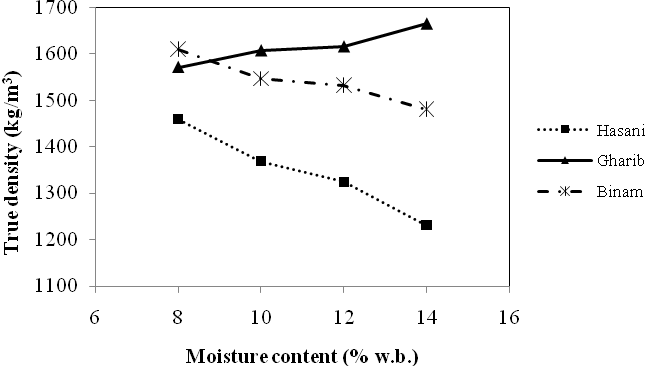 1700
1600
1500
1400
1300
1200
1100
True density (kg/m³)
6
8
10
12
14
16
Moisture content (% w.b.)
Hasani
Gharib
Binam